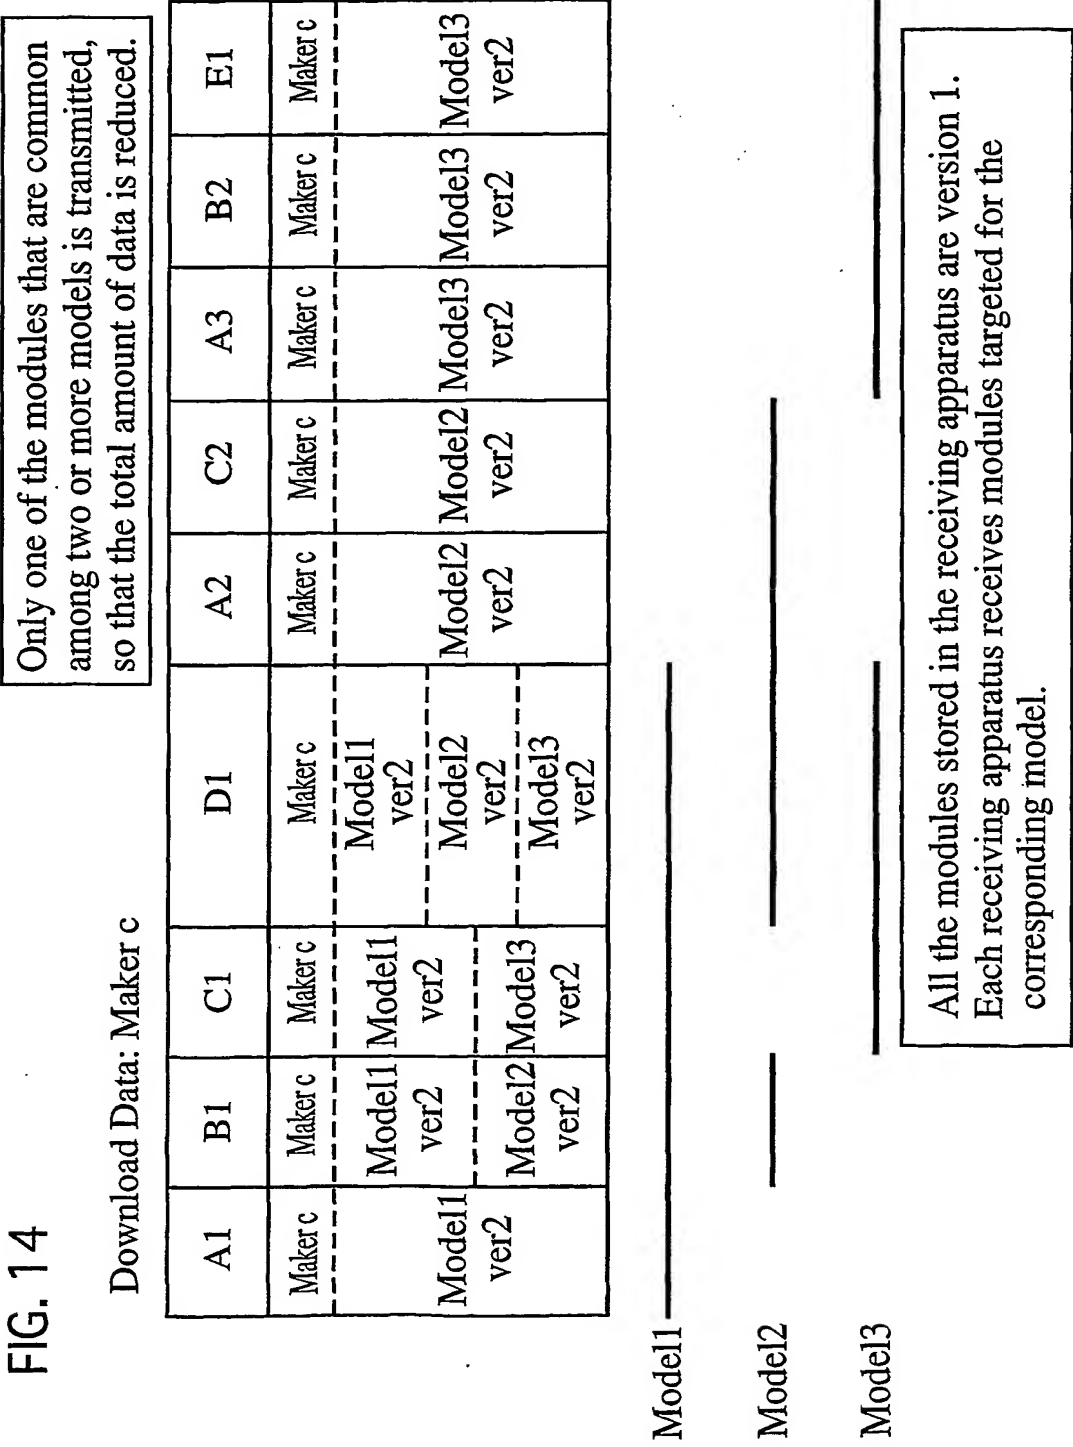 FIG. 14
Only one of the modules that are common
among two or more models is transmitted,
so that the total amount of data is reduced.
Download Data: Maker c
A1 B1 C1 D1 A2 C2 A3 B2 E1
Maker c Maker c Maker c Maker c Maker c Maker c Maker c Maker c Maker c
Model1
ver2
Model1
ver2
Model2
ver2
Model1
ver2
Model3
ver2
Model1
ver2
Model2
ver2
Model3
ver2
Model2
ver2
Model2
ver2
Model3
ver2
Model3
ver2
Model3
ver2
Model1
Model2
Model3
All the modules stored in the receiving apparatus are version 1.
Each receiving apparatus receives modules targeted for the
corresponding model.